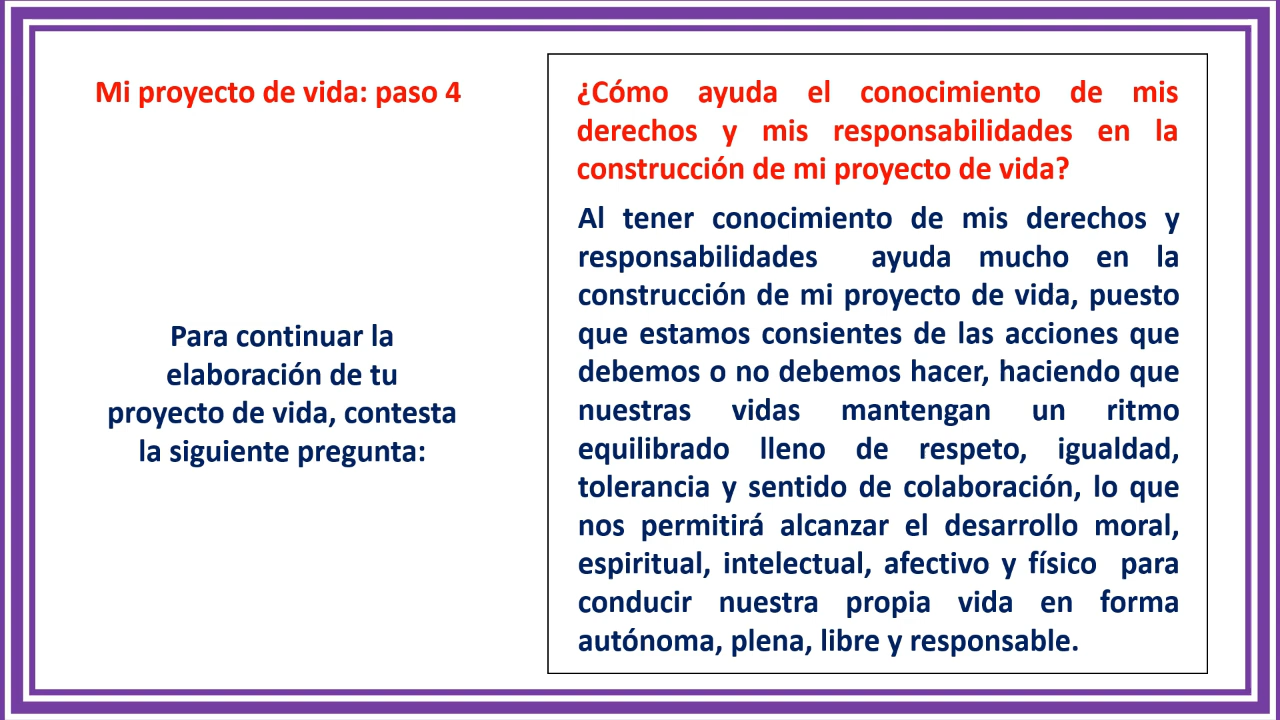 Mi proyecto de vida: paso 4
Para continuar la
elaboración de tu
proyecto de vida, contesta
la siguiente pregunta:
¿Cómo ayuda el conocimiento de mis
derechos y mis responsabilidades en la
construcción de mi proyecto de vida?
Al tener conocimiento de mis derechos y
responsabilidades ayuda mucho en la
construcción de mi proyecto de vida, puesto
que estamos consientes de las acciones que
debemos o no debemos hacer, haciendo que
nuestras vidas mantengan un ritmo
equilibrado lleno de respeto, igualdad,
tolerancia y sentido de colaboración, lo que
nos permitirá alcanzar el desarrollo moral,
espiritual, intelectual, afectivo y físico para
conducir nuestra propia vida en forma
autónoma, plena, libre y responsable.